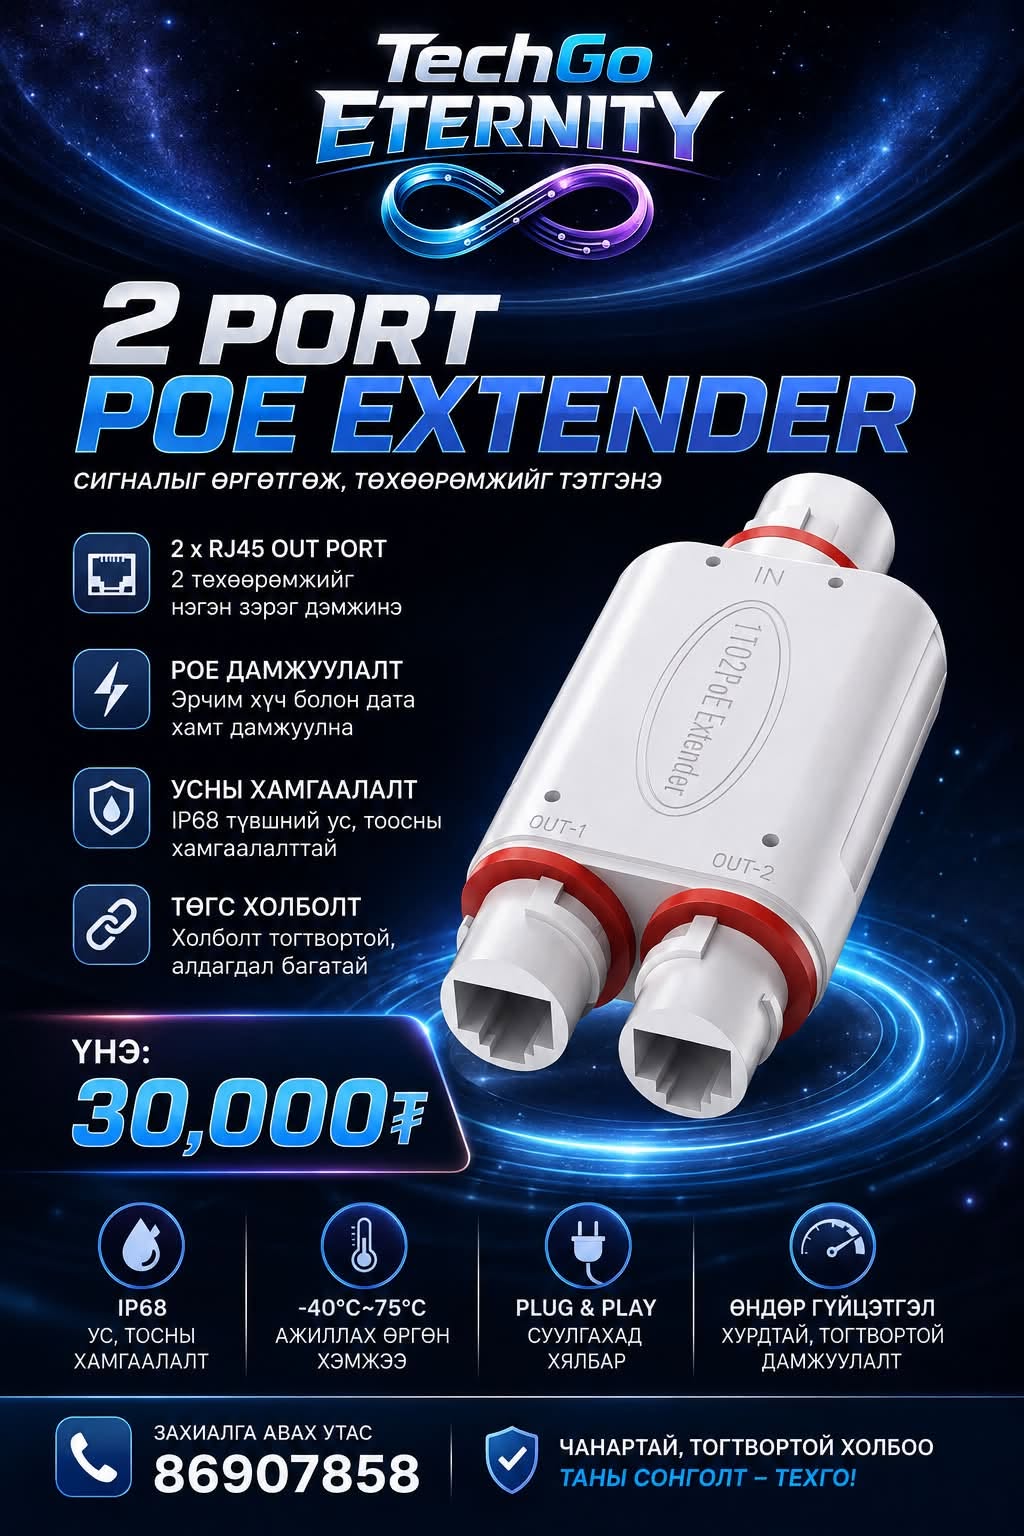 TechGo
ETERNITY
2 PORT
POE EXTENDER
СИГНАЛЫГ ӨРГӨТГӨЖ, ТӨХӨӨРӨМЖИЙГ ТЭТГЭНЭ
2 x RJ45 OUT PORT
2 төхөөрөмжийг
нэгэн зэрэг дэмжинэ
POE ДАМЖУУЛАЛТ
Эрчим хүч болон дата
хамт дамжуулна
УСНЫ ХАМГААЛАЛТ
IP68 түвшний ус, тоосны
хамгаалалттай
ТӨГС ХОЛБОЛТ
Холболт тогтвортой,
алдагдал багатай
IN
1TO2PoE Extender
OUT-1
OUT-2
ҮНЭ:
30,000₮
IP68
УС, ТОСНЫ
ХАМГААЛАЛТ
-40°C~75°C
АЖИЛЛАХ ӨРГӨН
ХЭМЖЭЭ
PLUG & PLAY
СУУЛГАХАД
ХЯЛБАР
ӨНДӨР ГҮЙЦЭТГЭЛ
ХУРДТАЙ, ТОГТВОРТОЙ
ДАМЖУУЛАЛТ
ЗАХИАЛГА АВАХ УТАС
86907858
ЧАНАРТАЙ, ТОГТВОРТОЙ ХОЛБОО
ТАНЫ СОНГОЛТ – ТЕХГО!